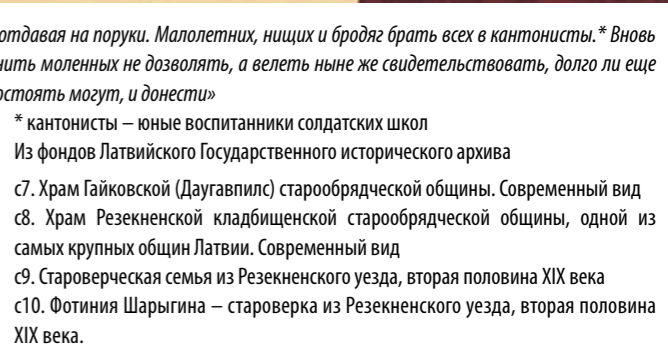 отдавая на поруки. Малолетних, нищих и бродяг брать всех в кантонисты.* Вновь
моленных не дозволять, а велеть ныне же свидетельствовать, долго ли еще
могут, и донести»
* кантонисты – юные воспитанники солдатских школ
Из фондов Латвийского Государственного исторического архива
с7. Храм Гайковской (Даугавпилс) старообрядческой общины. Современный вид
с8. Храм Резекненской кладбищенской старообрядческой общины, одной из
самых крупных общин Латвии. Современный вид
с9. Староверческая семья из Резекненского уезда, вторая половина XIX века
с10. Фотиния Шарыгина – староверка из Резекненского уезда, вторая половина
XIX века.